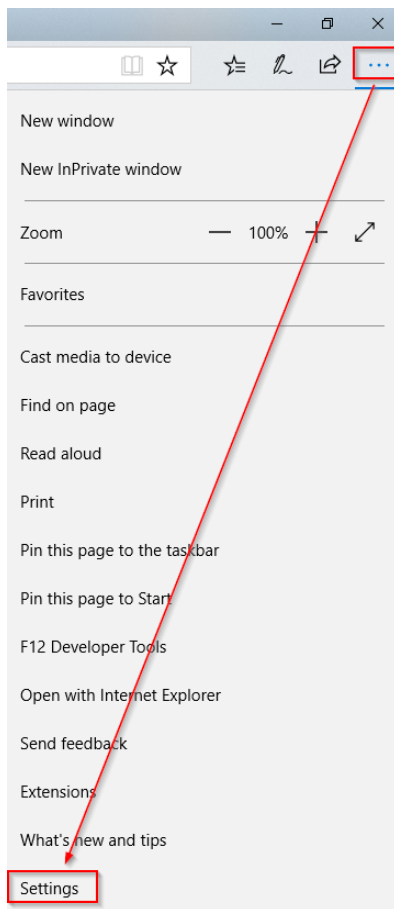 New window
New InPrivate window
Zoom 100%
Favorites
Cast media to device
Find on page
Read aloud
Print
Pin this page to the taskbar
Pin this page to Start
F12 Developer Tools
Open with Internet Explorer
Send feedback
Extensions
What's new and tips
Settings